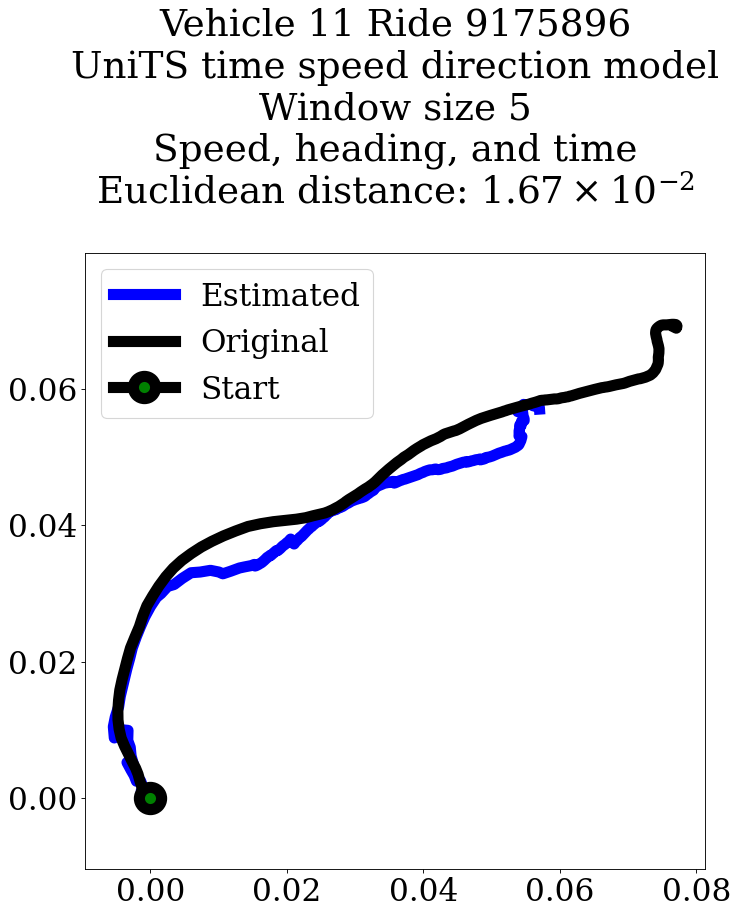 Vehicle 11 Ride 9175896
UniTS time speed direction model
Window size 5
Speed, heading, and time
Euclidean distance: 1.67 × 10⁻²
Estimated
Original
Start
0.06
0.04
0.02
0.00
0.00 0.02 0.04 0.06 0.08